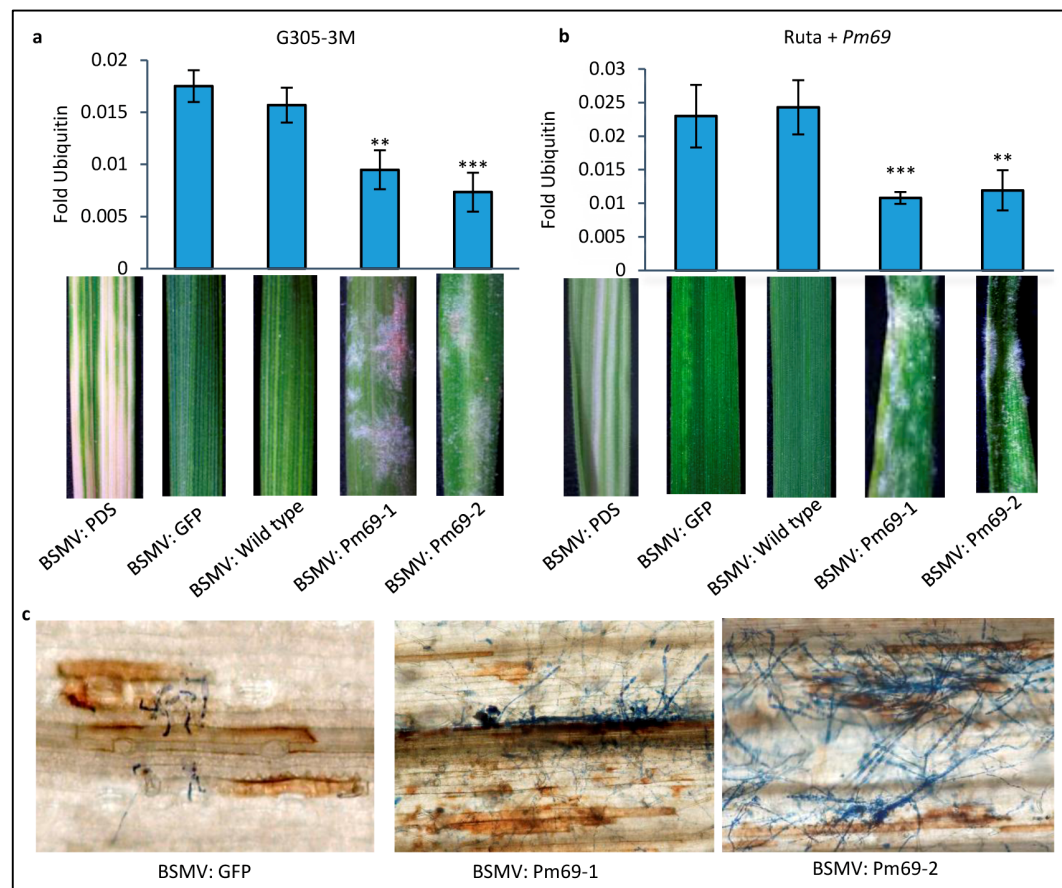 a
G305-3M
Fold Ubiquitin
0.02
0.015
0.01
0.005
0
**
***
BSMV: PDS
BSMV: GFP
BSMV: Wild type
BSMV: Pm69-1
BSMV: Pm69-2
b
Ruta + Pm69
Fold Ubiquitin
0.03
0.025
0.02
0.015
0.01
0.005
0
***
**
BSMV: PDS
BSMV: GFP
BSMV: Wild type
BSMV: Pm69-1
BSMV: Pm69-2
c
BSMV: GFP
BSMV: Pm69-1
BSMV: Pm69-2